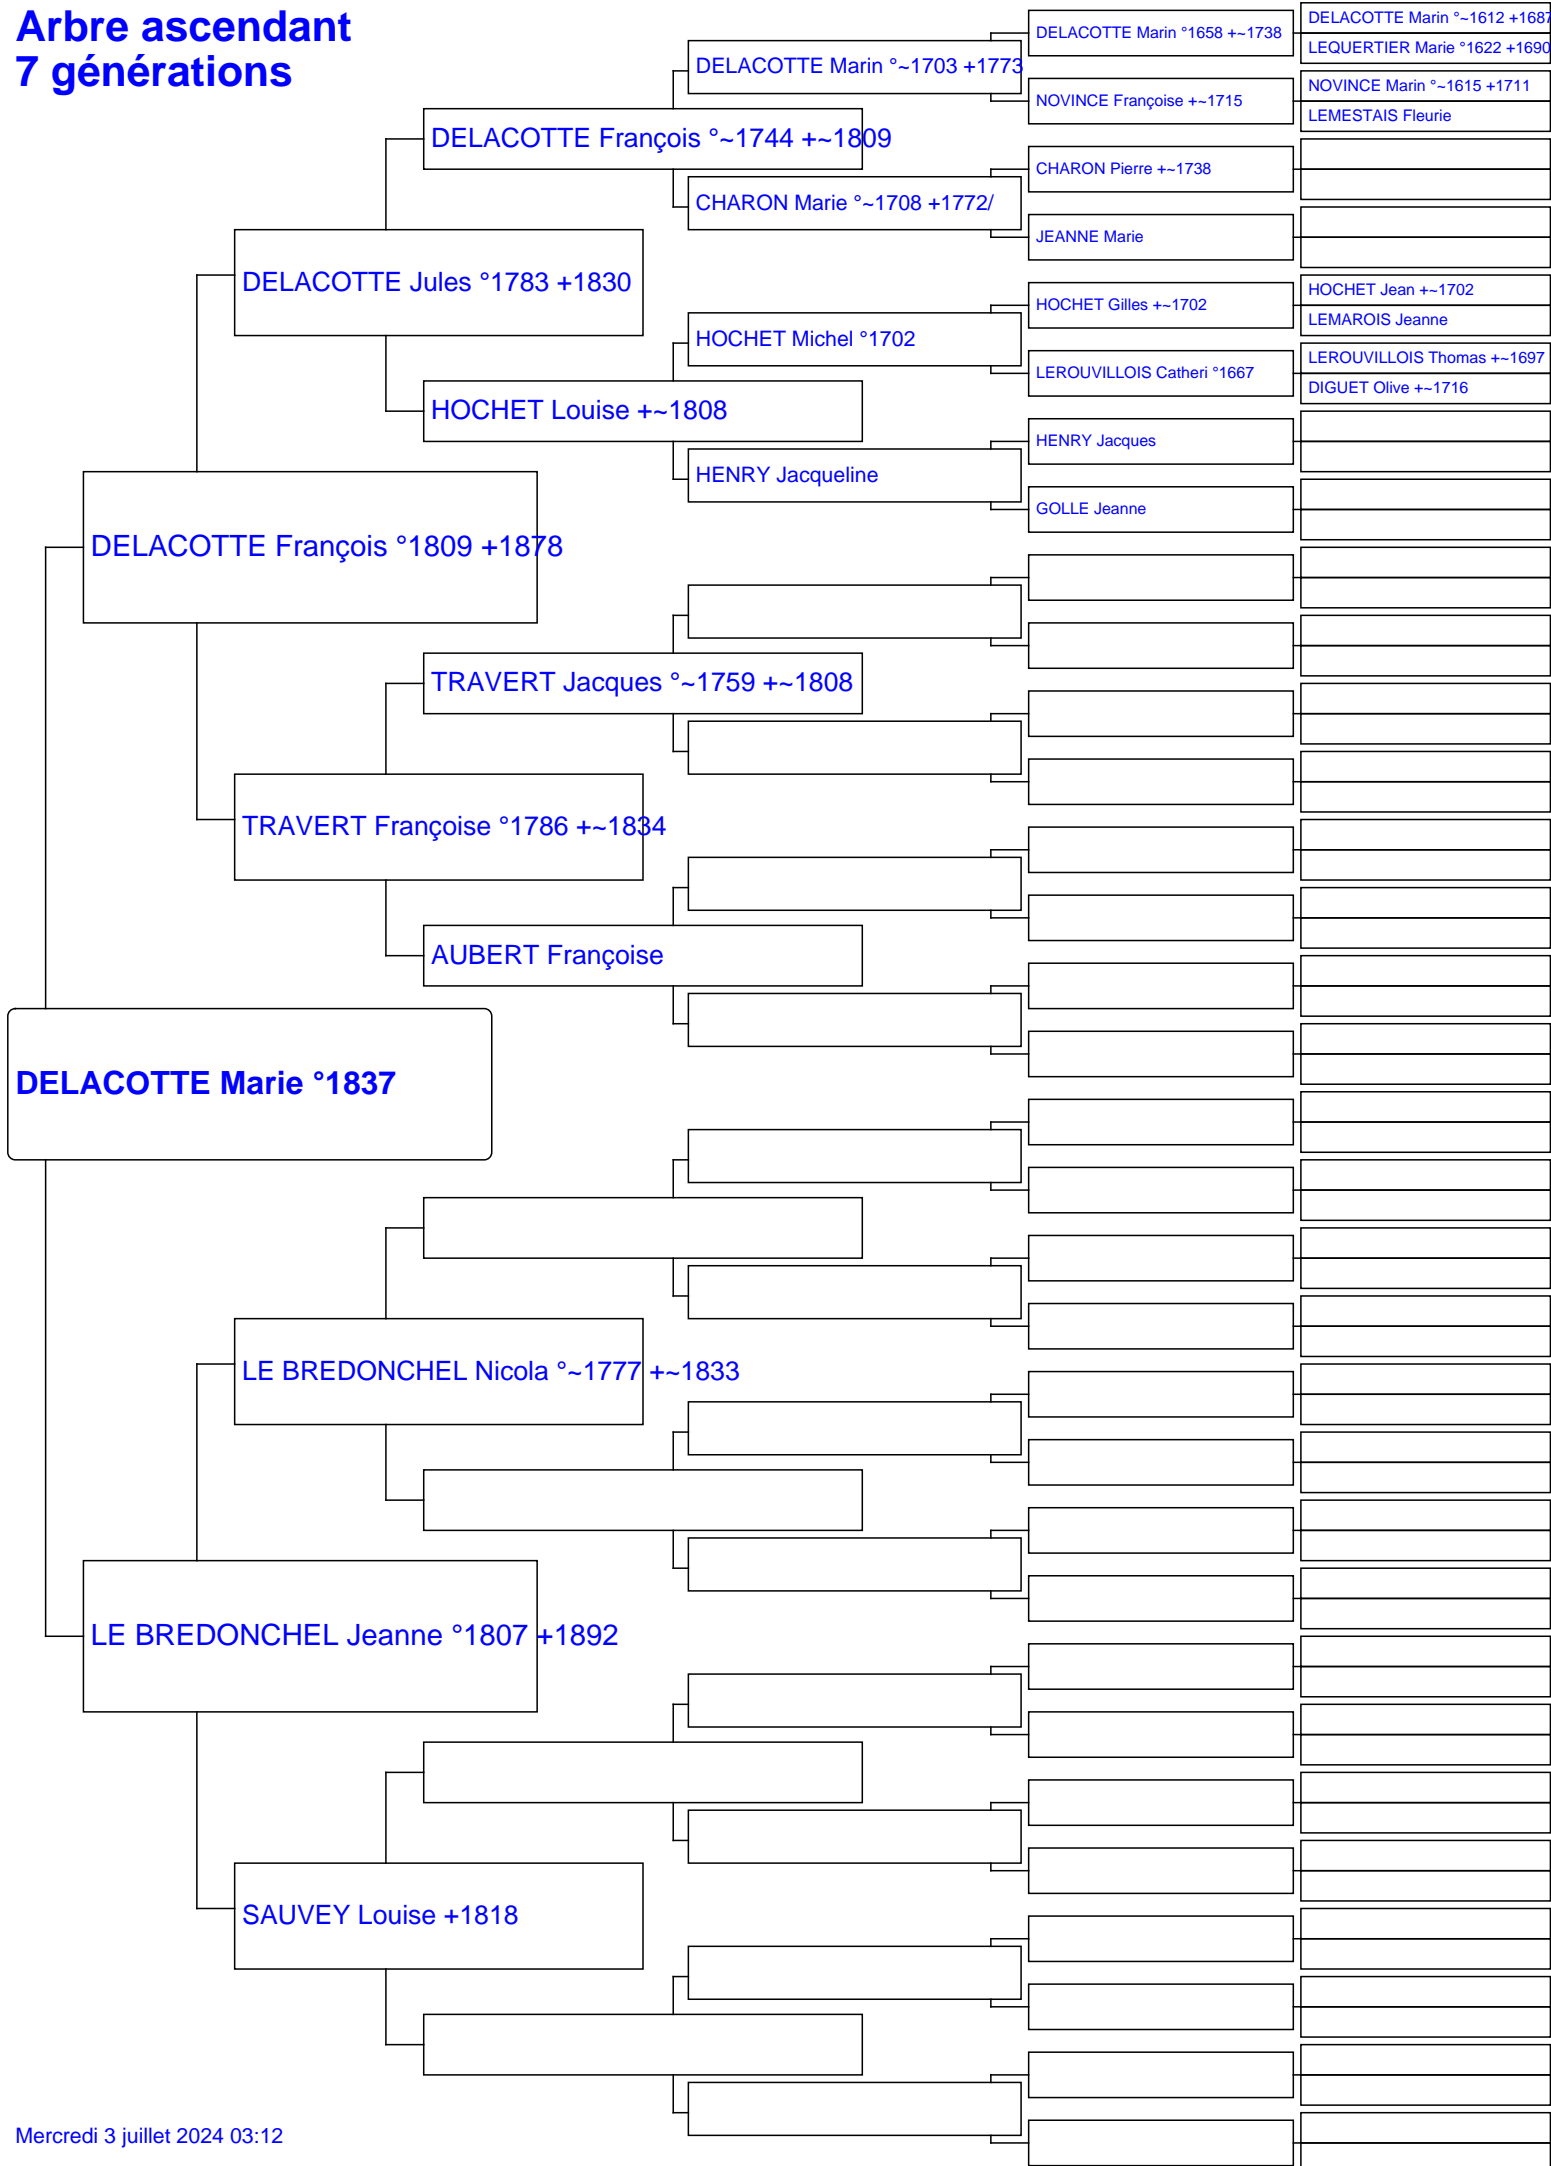 Arbre ascendant
7 générations
DELACOTTE Marin °1658 +~1738
DELACOTTE Marin °~1612 +1687
LEQUERTIER Marie °1622 +1690
DELACOTTE Marin °~1703 +1773
NOVINCE Françoise +~1715
NOVINCE Marin °~1615 +1711
LEMESTAIS Fleurie
DELACOTTE François °~1744 +~1809
CHARON Pierre +~1738
CHARON Marie °~1708 +1772/
JEANNE Marie
DELACOTTE Jules °1783 +1830
HOCHET Gilles +~1702
HOCHET Jean +~1702
LEMAROIS Jeanne
HOCHET Michel °1702
LEROUVILLOIS Catheri °1667
LEROUVILLOIS Thomas +~1697
DIGUET Olive +~1716
HOCHET Louise +~1808
HENRY Jacques
HENRY Jacqueline
GOLLE Jeanne
DELACOTTE François °1809 +1878
TRAVERT Jacques °~1759 +~1808
TRAVERT Françoise °1786 +~1834
AUBERT Françoise
DELACOTTE Marie °1837
LE BREDONCHEL Nicola °~1777 +~1833
LE BREDONCHEL Jeanne °1807 +1892
SAUVEY Louise +1818
Mercredi 3 juillet 2024 03:12